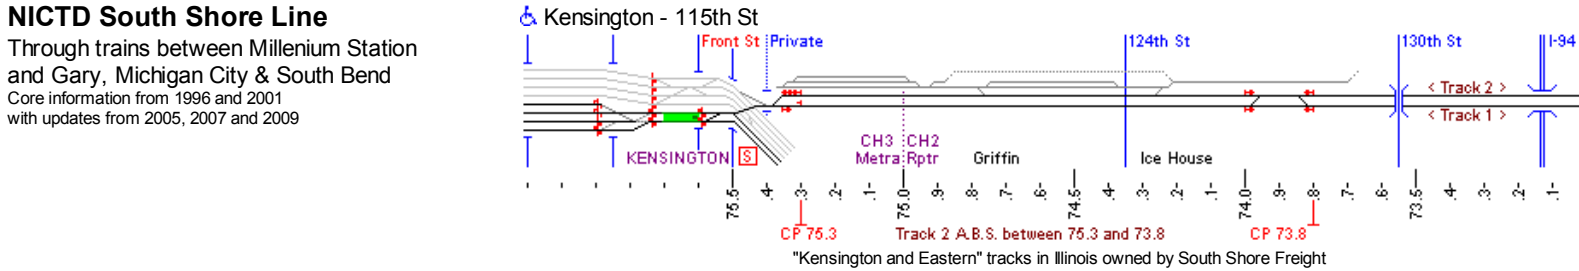 NICTD South Shore Line
Through trains between Millenium Station
and Gary, Michigan City & South Bend
Core information from 1996 and 2001
with updates from 2005, 2007 and 2009
Kensington - 115th St
Front St Private 124th St 130th St I-94
< Track 2 >
< Track 1 >
CH3 CH2
KENSINGTON S Metra Rptr Griffin Ice House
75.5 .4- .3- .2- .1- 75.0 .9- .8- .7- .6- 74.5 .4- .3- .2- .1- 74.0 .9- .8- .7- .6- 73.5 .4- .3- .2- .1-
CP 75.3 Track 2 A.B.S. between 75.3 and 73.8 CP 73.8
"Kensington and Eastern" tracks in Illinois owned by South Shore Freight